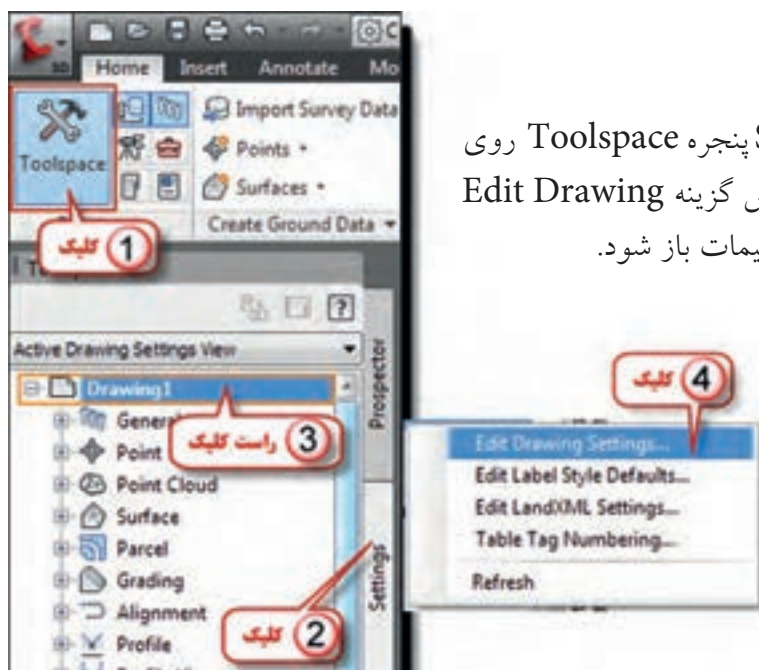 Home Insert Annotate Mo
Toolspace
Import Survey Data
Points
Surfaces
Create Ground Data
1 کلیک
پنجره Toolspace روی
گزینه Edit Drawing
باز شود.
Active Drawing Settings View
Prospector
Settings
Drawing1
General
3 راست کلیک
Point
Point Cloud
Surface
Parcel
Grading
Alignment
Profile
2 کلیک
4 کلیک
Edit Drawing Settings...
Edit Label Style Defaults...
Edit LandXML Settings...
Table Tag Numbering...
Refresh